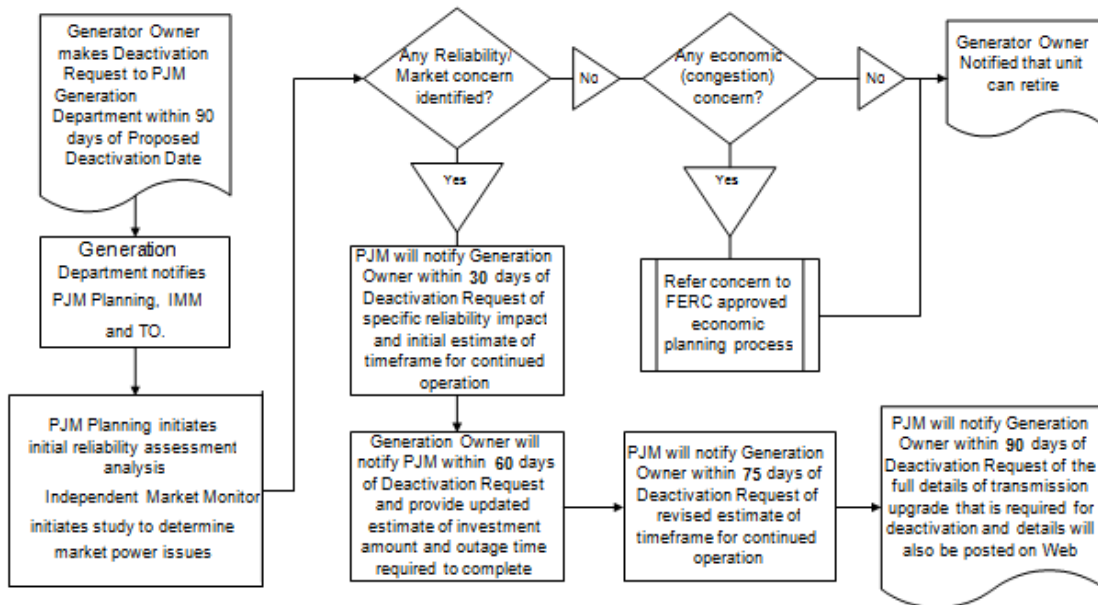 Generator Owner
makes Deactivation
Request to PJM
Generation
Department within 90
days of Proposed
Deactivation Date
Generation
Department notifies
PJM Planning, IMM
and TO.
PJM Planning initiates
initial reliability assessment
analysis
Independent Market Monitor
initiates study to determine
market power issues
Any Reliability/
Market concern
identified?
No
Yes
Any economic
(congestion)
concern?
No
Yes
Generator Owner
Notified that unit
can retire
PJM will notify Generation
Owner within 30 days of
Deactivation Request of
specific reliability impact
and initial estimate of
timeframe for continued
operation
Refer concern to
FERC approved
economic
planning process
Generation Owner will
notify PJM within 60 days
of Deactivation Request
and provide updated
estimate of investment
amount and outage time
required to complete
PJM will notify Generation
Owner within 75 days of
Deactivation Request of
revised estimate of
timeframe for continued
operation
PJM will notify Generation
Owner within 90 days of
Deactivation Request of the
full details of transmission
upgrade that is required for
deactivation and details will
also be posted on Web